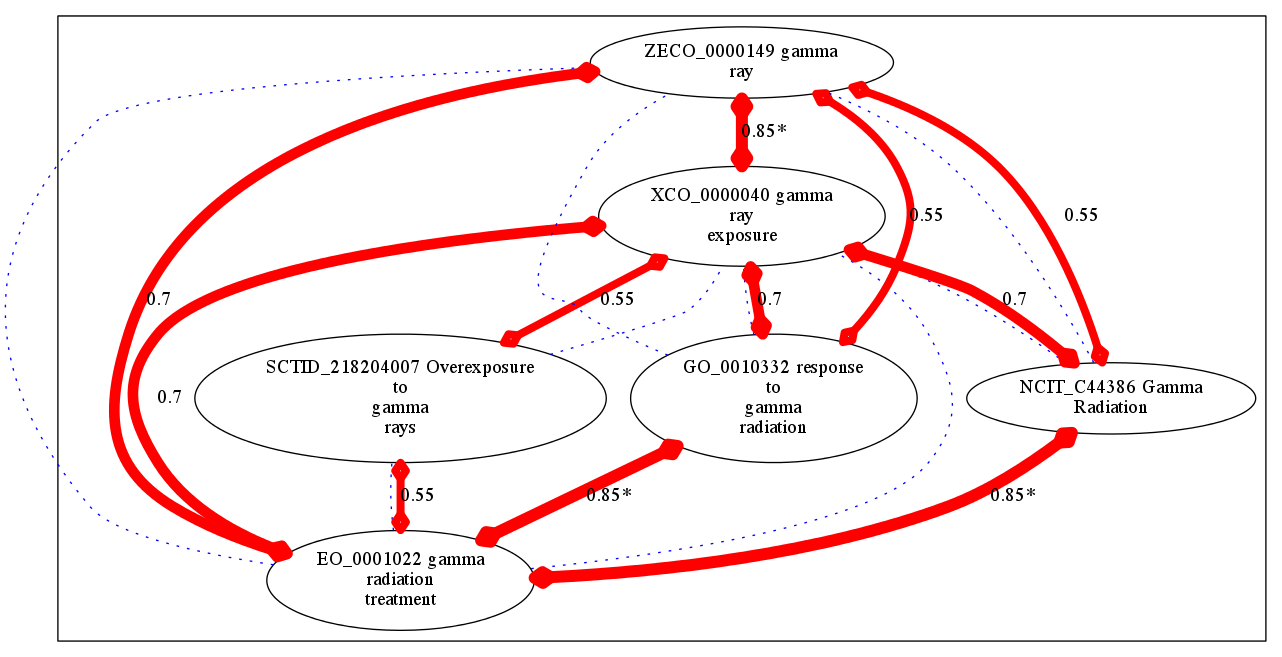 ZECO_0000149 gamma
ray
0.85*
XCO_0000040 gamma
ray
exposure
0.55
0.55
0.7
0.55
0.7
0.7
SCTID_218204007 Overexposure
to
gamma
rays
GO_0010332 response
to
gamma
radiation
NCIT_C44386 Gamma
Radiation
0.7
0.55
0.85*
0.85*
EO_0001022 gamma
radiation
treatment